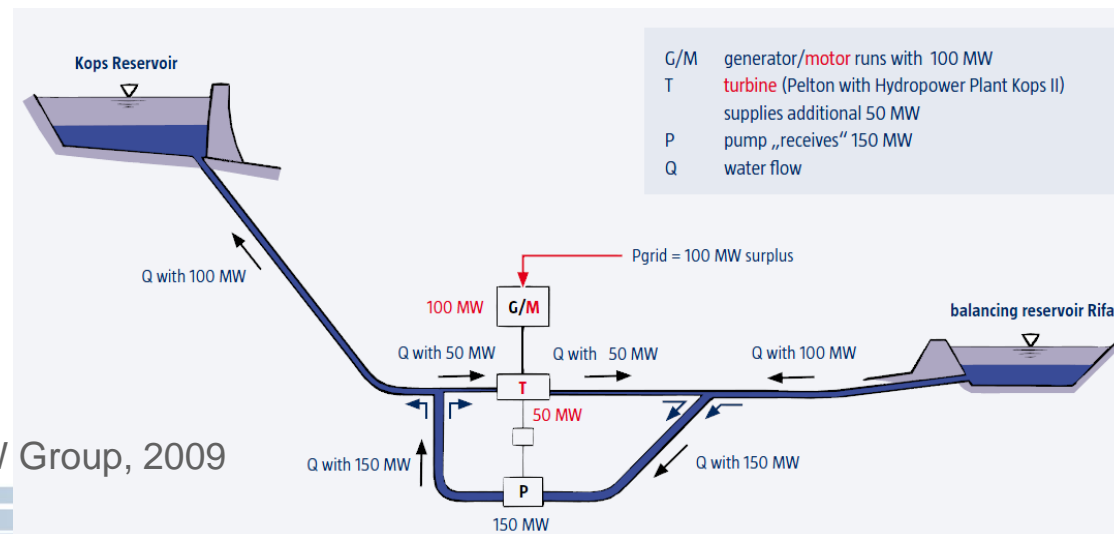 Kops Reservoir
G/M generator/motor runs with 100 MW
T turbine (Pelton with Hydropower Plant Kops II)
supplies additional 50 MW
P pump „receives“ 150 MW
Q water flow
Pgrid = 100 MW surplus
Q with 100 MW
100 MW G/M
balancing reservoir Rifa
Q with 50 MW
Q with 50 MW
Q with 100 MW
T
50 MW
Group, 2009
Q with 150 MW
Q with 150 MW
P
150 MW